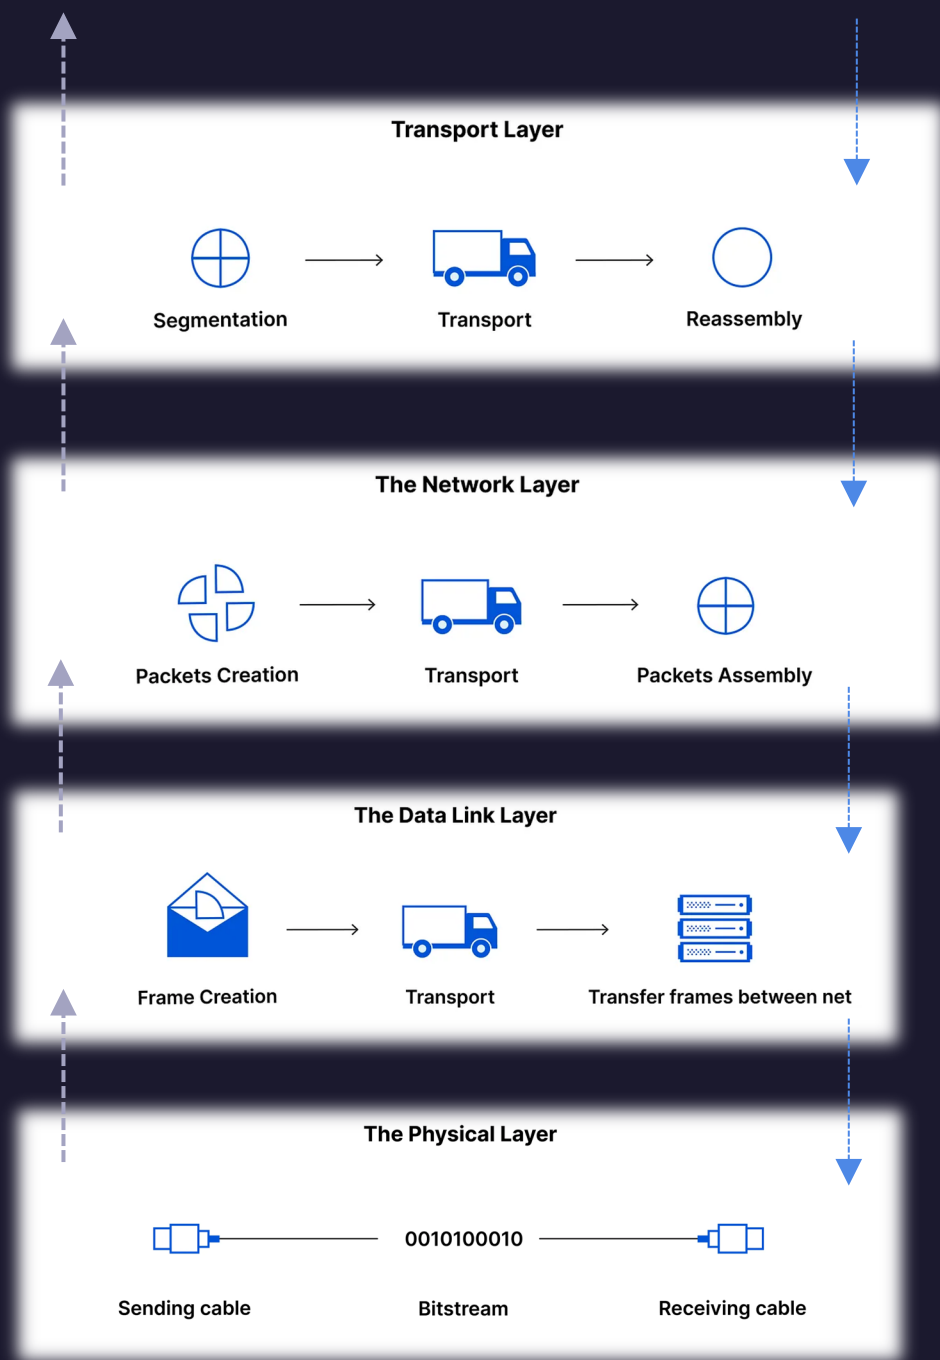 Transport Layer
Segmentation
Transport
Reassembly
The Network Layer
Packets Creation
Transport
Packets Assembly
The Data Link Layer
Frame Creation
Transport
Transfer frames between net
The Physical Layer
0010100010
Sending cable
Bitstream
Receiving cable